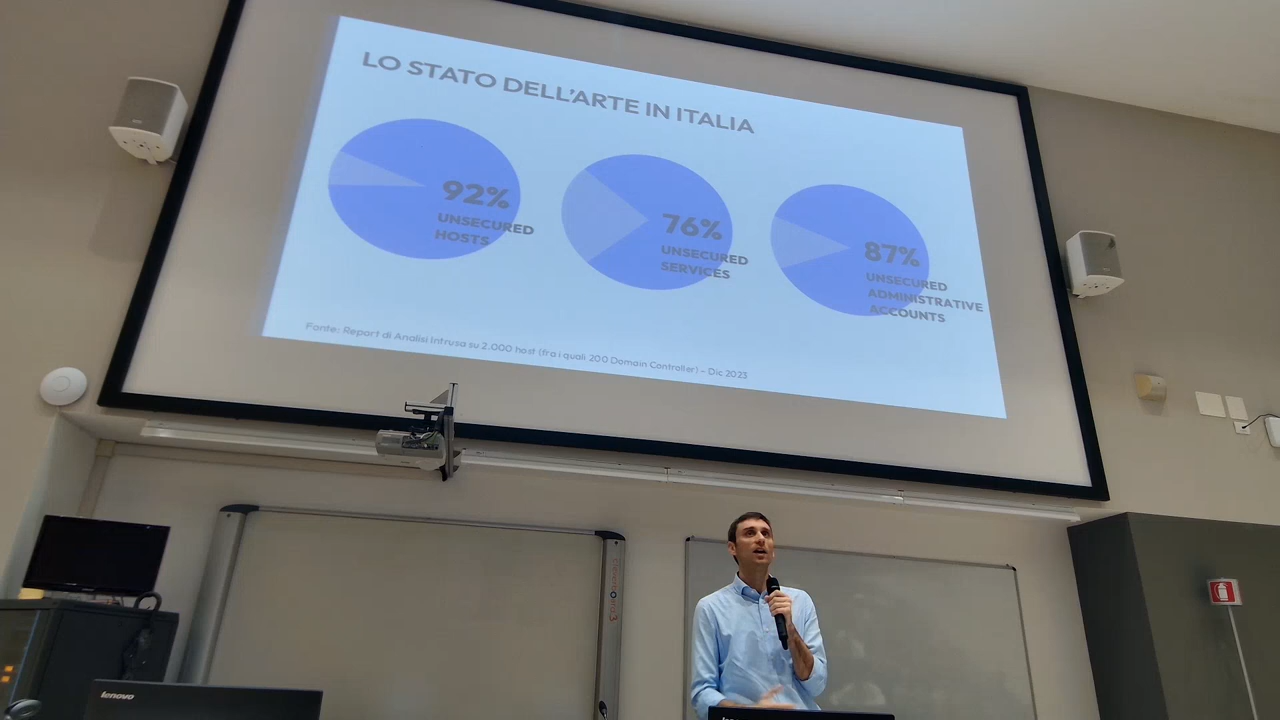 LO STATO DELL'ARTE IN ITALIA
92%
UNSECURED
HOSTS
76%
UNSECURED
SERVICES
87%
UNSECURED
ADMINISTRATIVE
ACCOUNTS
Fonte: Report di Analisi Intrusa su 2.000 host (fra i quali 200 Domain Controller) – Dic 2023
lenovo